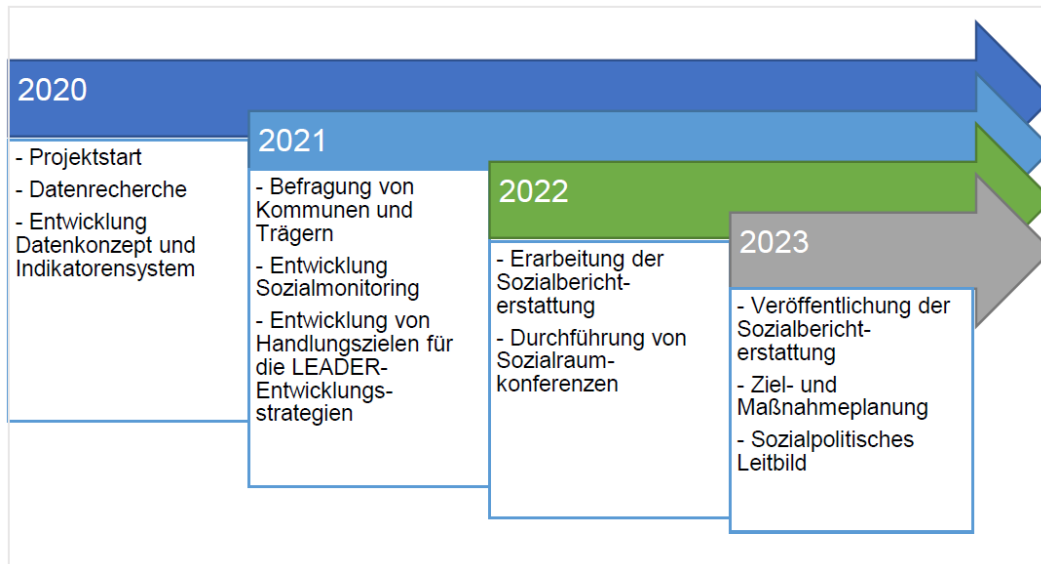 2020
- Projektstart
- Datenrecherche
- Entwicklung
Datenkonzept und
Indikatorensystem
2021
- Befragung von
Kommunen und
Trägern
- Entwicklung
Sozialmonitoring
- Entwicklung von
Handlungszielen für
die LEADER-
Entwicklungs-
strategien
2022
- Erarbeitung der
Sozialbericht-
erstattung
- Durchführung von
Sozialraum-
konferenzen
2023
- Veröffentlichung der
Sozialbericht-
erstattung
- Ziel- und
Maßnahmeplanung
- Sozialpolitisches
Leitbild